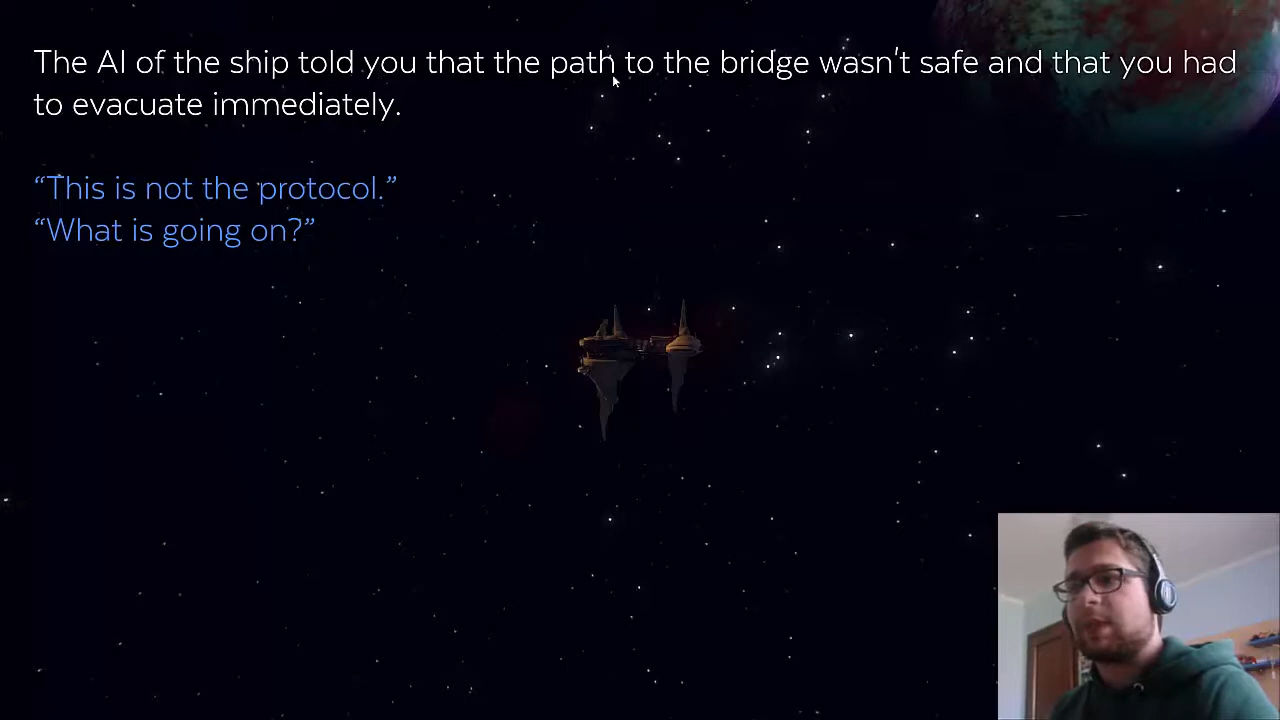 The AI of the ship told you that the path to the bridge wasn't safe and that you had
to evacuate immediately.
“This is not the protocol.”
“What is going on?”